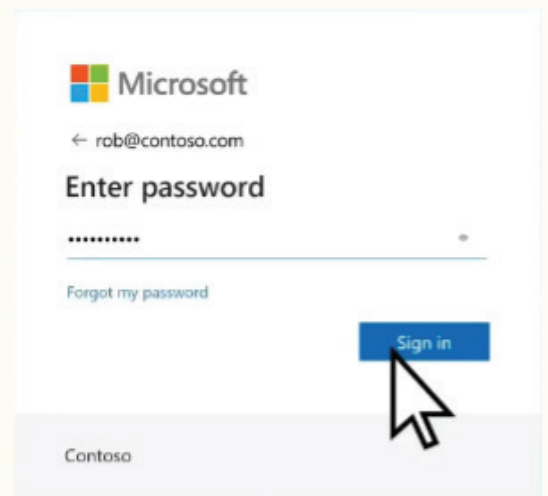 Microsoft
← rob@contoso.com
Enter password
••••••••••
Forgot my password
Sign in
Contoso